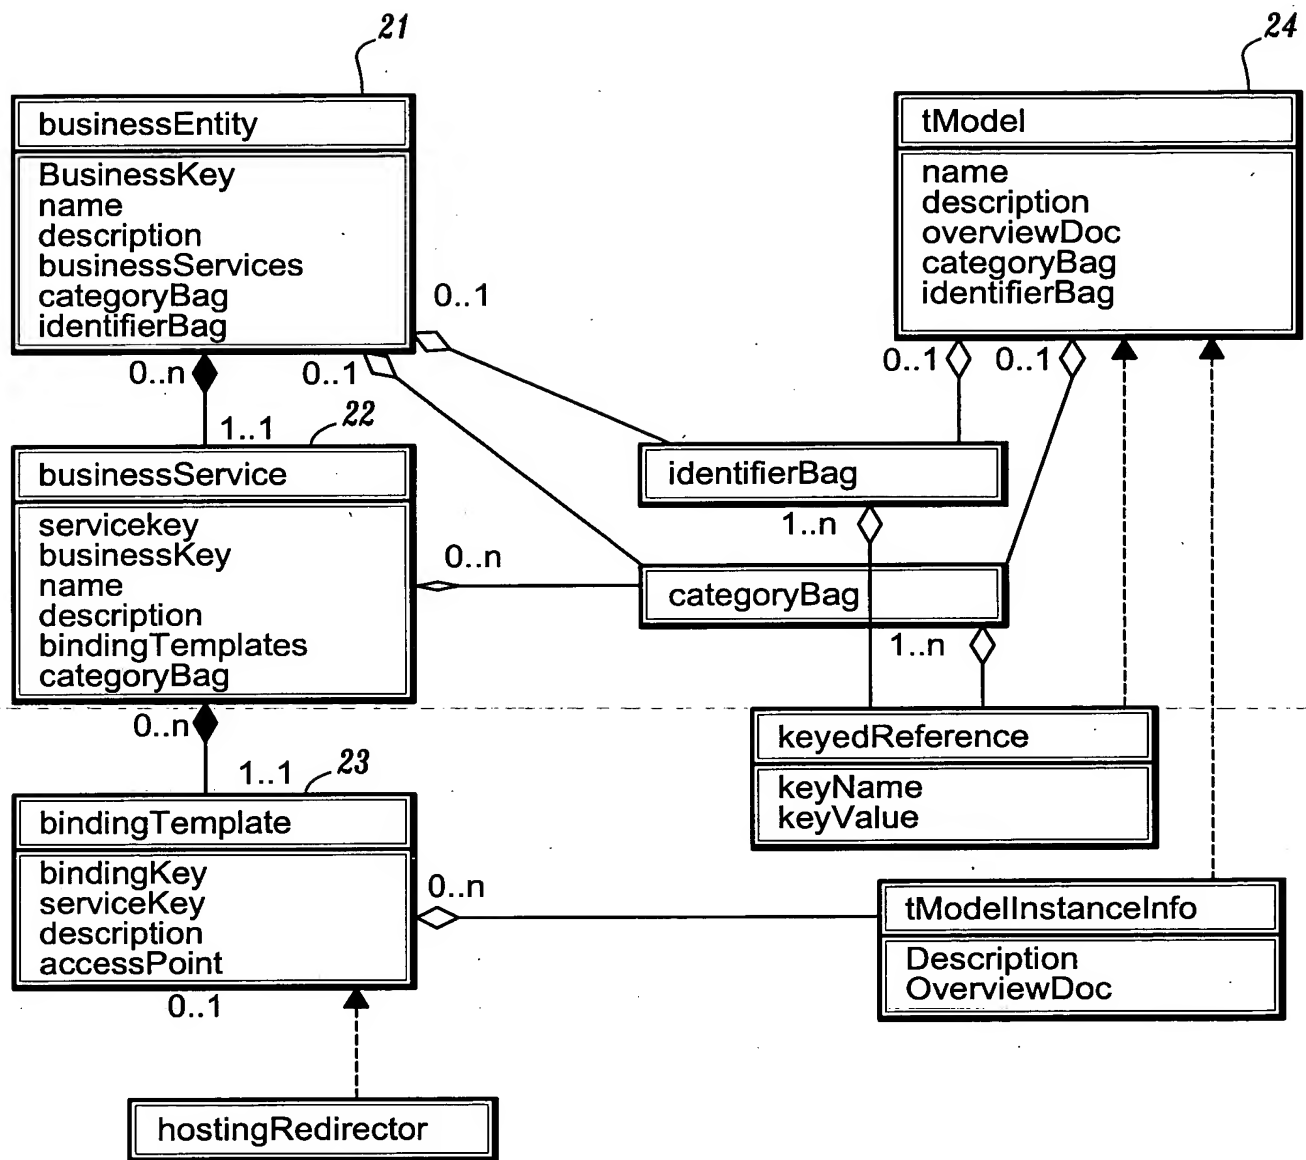 21
24
businessEntity
BusinessKey
name
description
businessServices
categoryBag
identifierBag
tModel
name
description
overviewDoc
categoryBag
identifierBag
0..1
0..n
0..1
0..1
0..1
1..1
22
businessService
servicekey
businessKey
name
description
bindingTemplates
categoryBag
identifierBag
1..n
0..n
categoryBag
1..n
0..n
1..1
23
keyedReference
keyName
keyValue
bindingTemplate
bindingKey
serviceKey
description
accessPoint
0..n
tModelInstanceInfo
Description
OverviewDoc
0..1
hostingRedirector